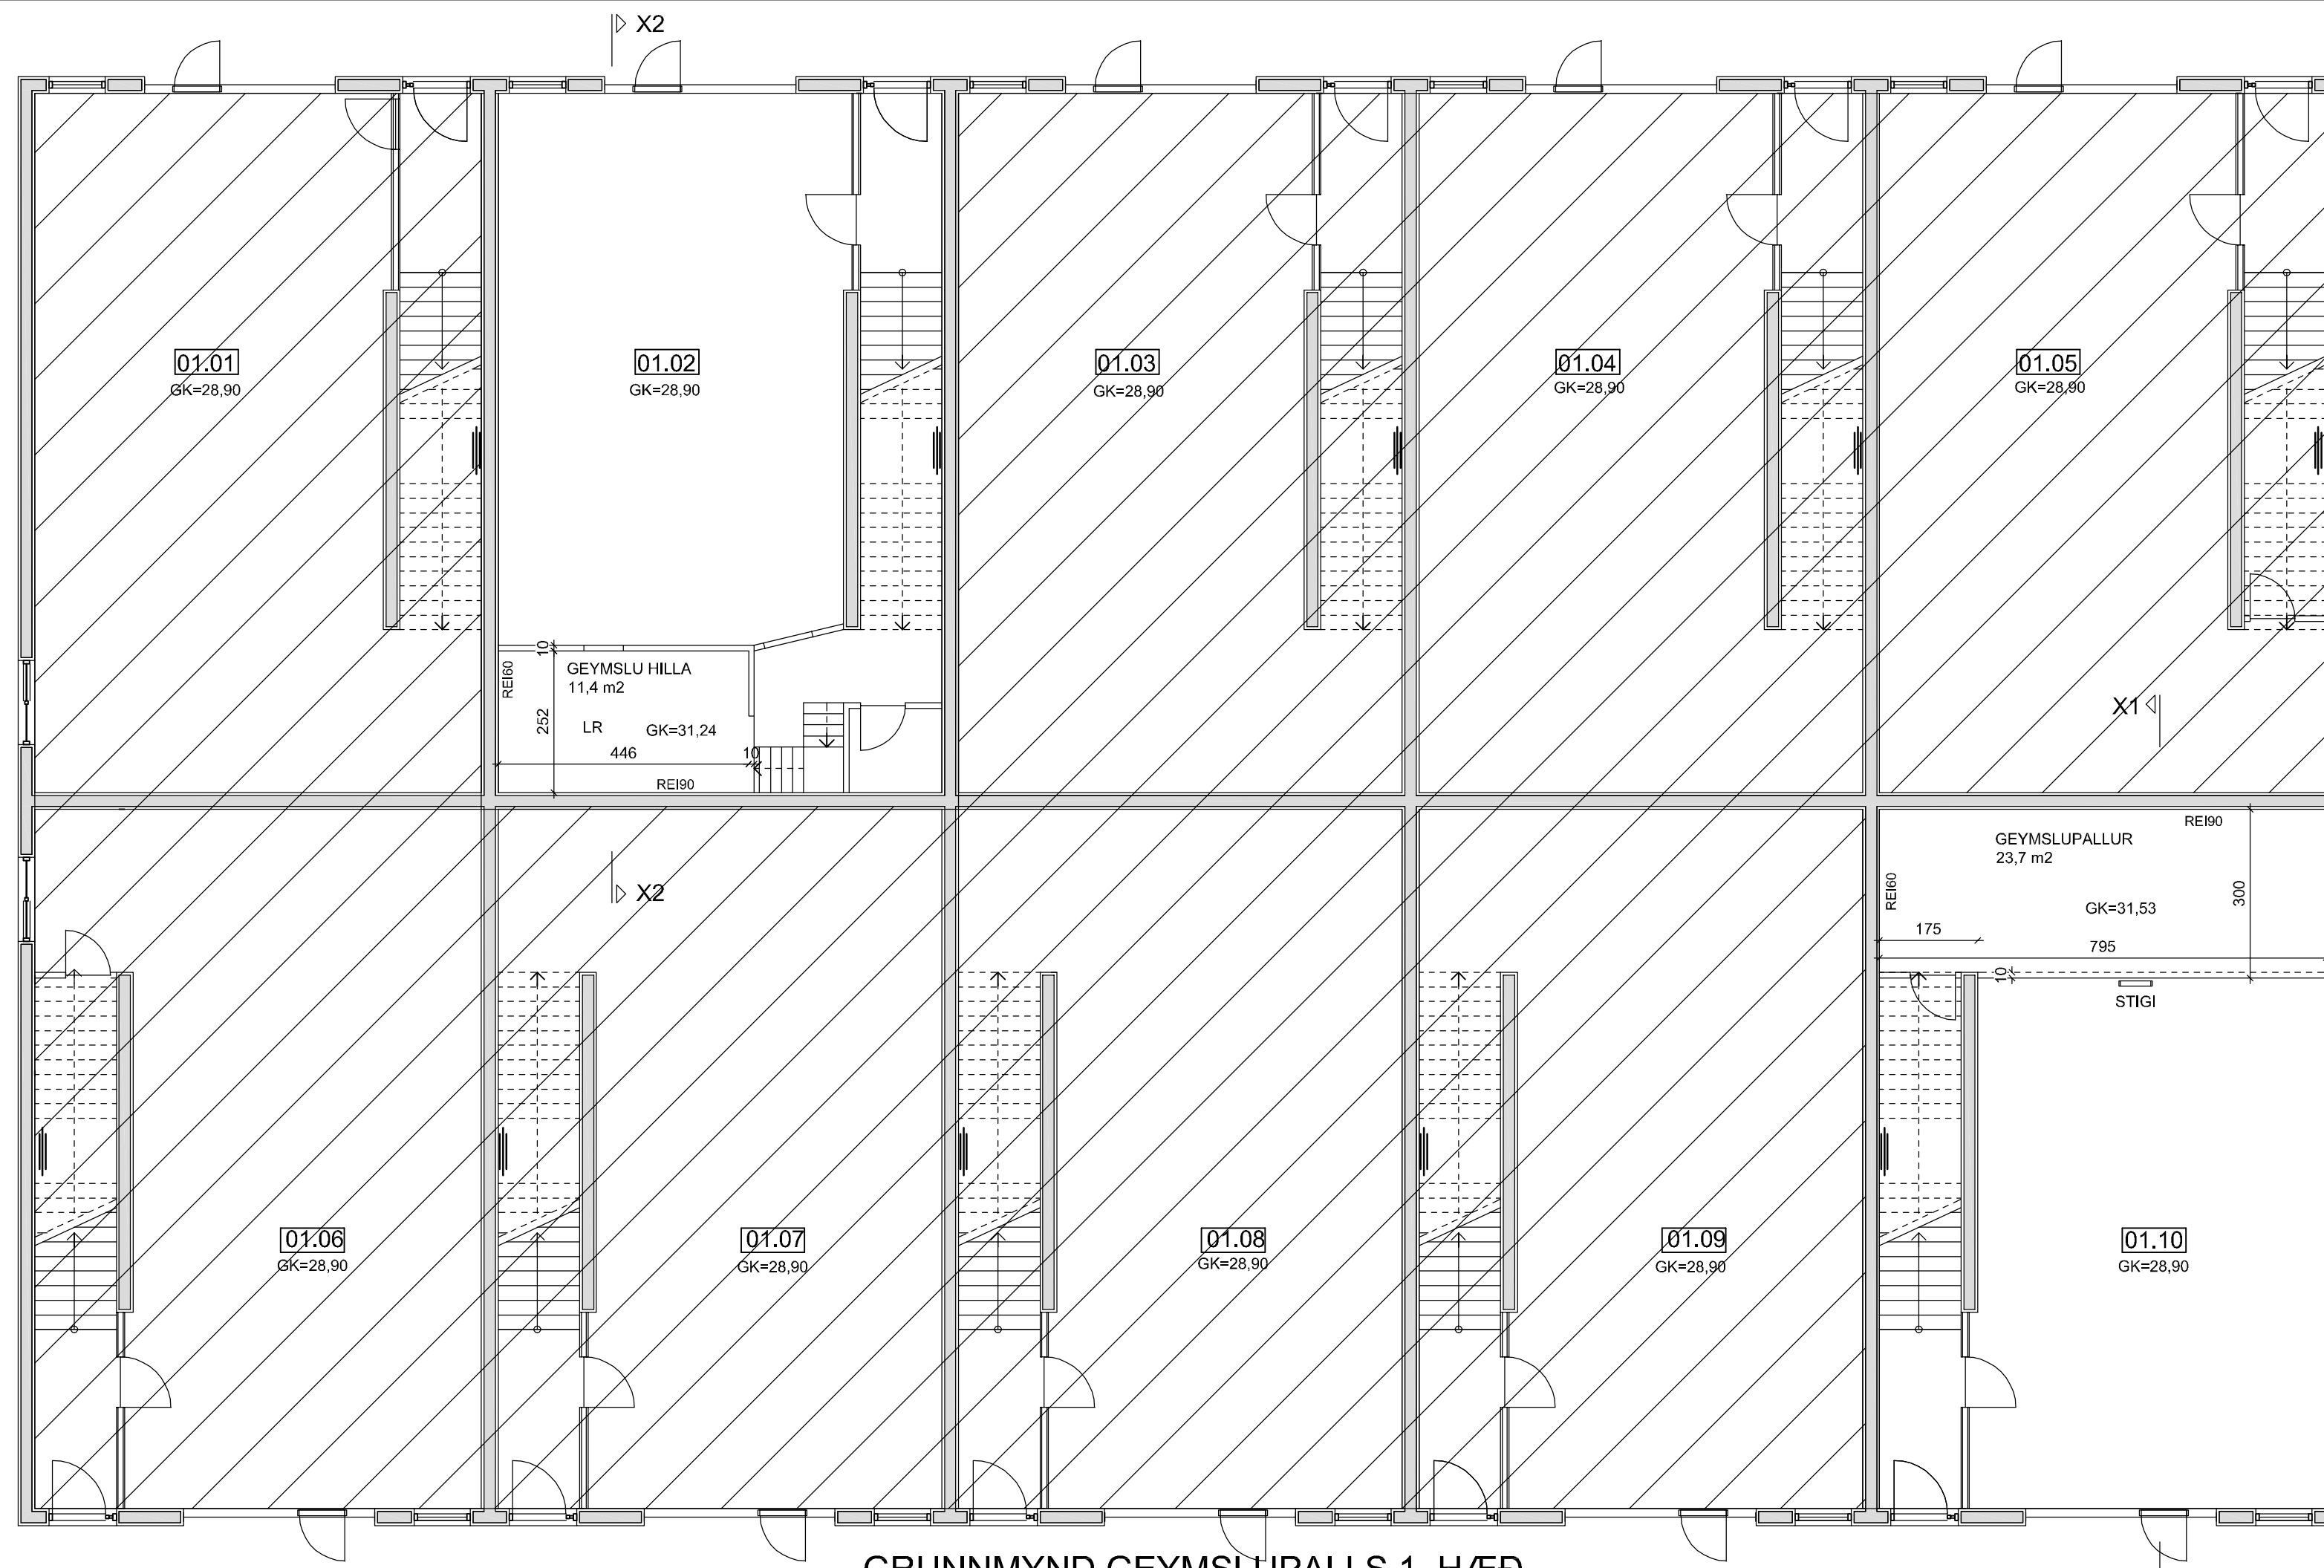 X2
01.01
GK=28,90
01.02
GK=28,90
01.03
GK=28,90
01.04
GK=28,90
01.05
GK=28,90
REI60
10
GEYMSLU HILLA
11,4 m2
252
LR
GK=31,24
446
10
REI90
X1
X2
REI90
GEYMSLUPALLUR
23,7 m2
REI60
300
GK=31,53
175
795
10
STIGI
01.06
GK=28,90
01.07
GK=28,90
01.08
GK=28,90
01.09
GK=28,90
01.10
GK=28,90
GRUNNMYND GEYMSLUPALLS 1. HÆÐ